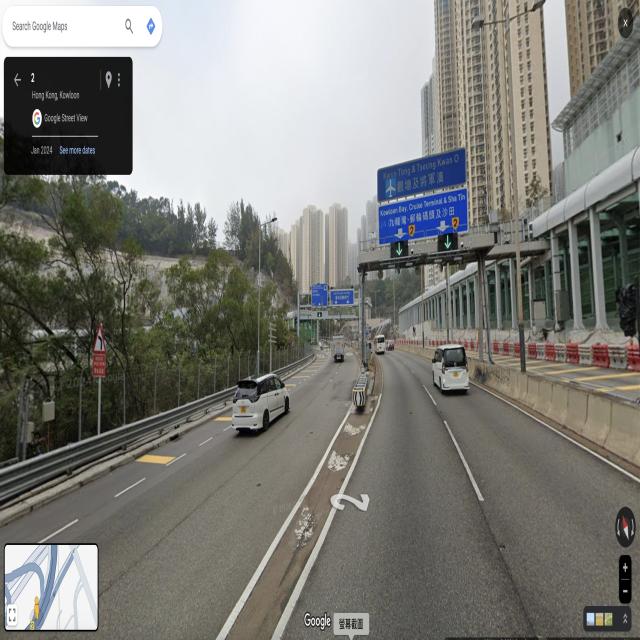 Search Google Maps
x
2
Hong Kong, Kowloon
Google Street View
Jan 2024 See more dates
Kwun Tong & Tseung Kwan O
觀塘及將軍澳
Kowloon Bay, Cruise Terminal & Sha Tin
九龍灣、郵輪碼頭及沙田
2 2
2
2
Google
螢幕截圖